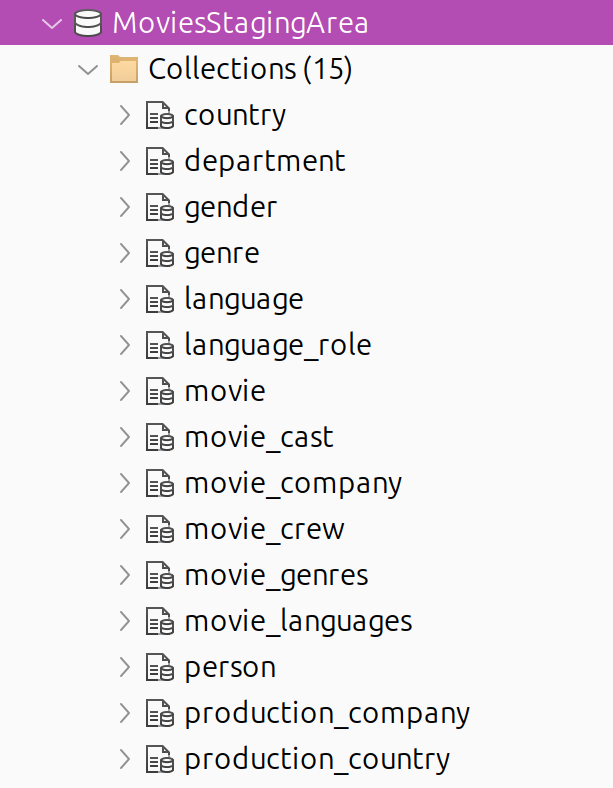 MoviesStagingArea
Collections (15)
country
department
gender
genre
language
language_role
movie
movie_cast
movie_company
movie_crew
movie_genres
movie_languages
person
production_company
production_country